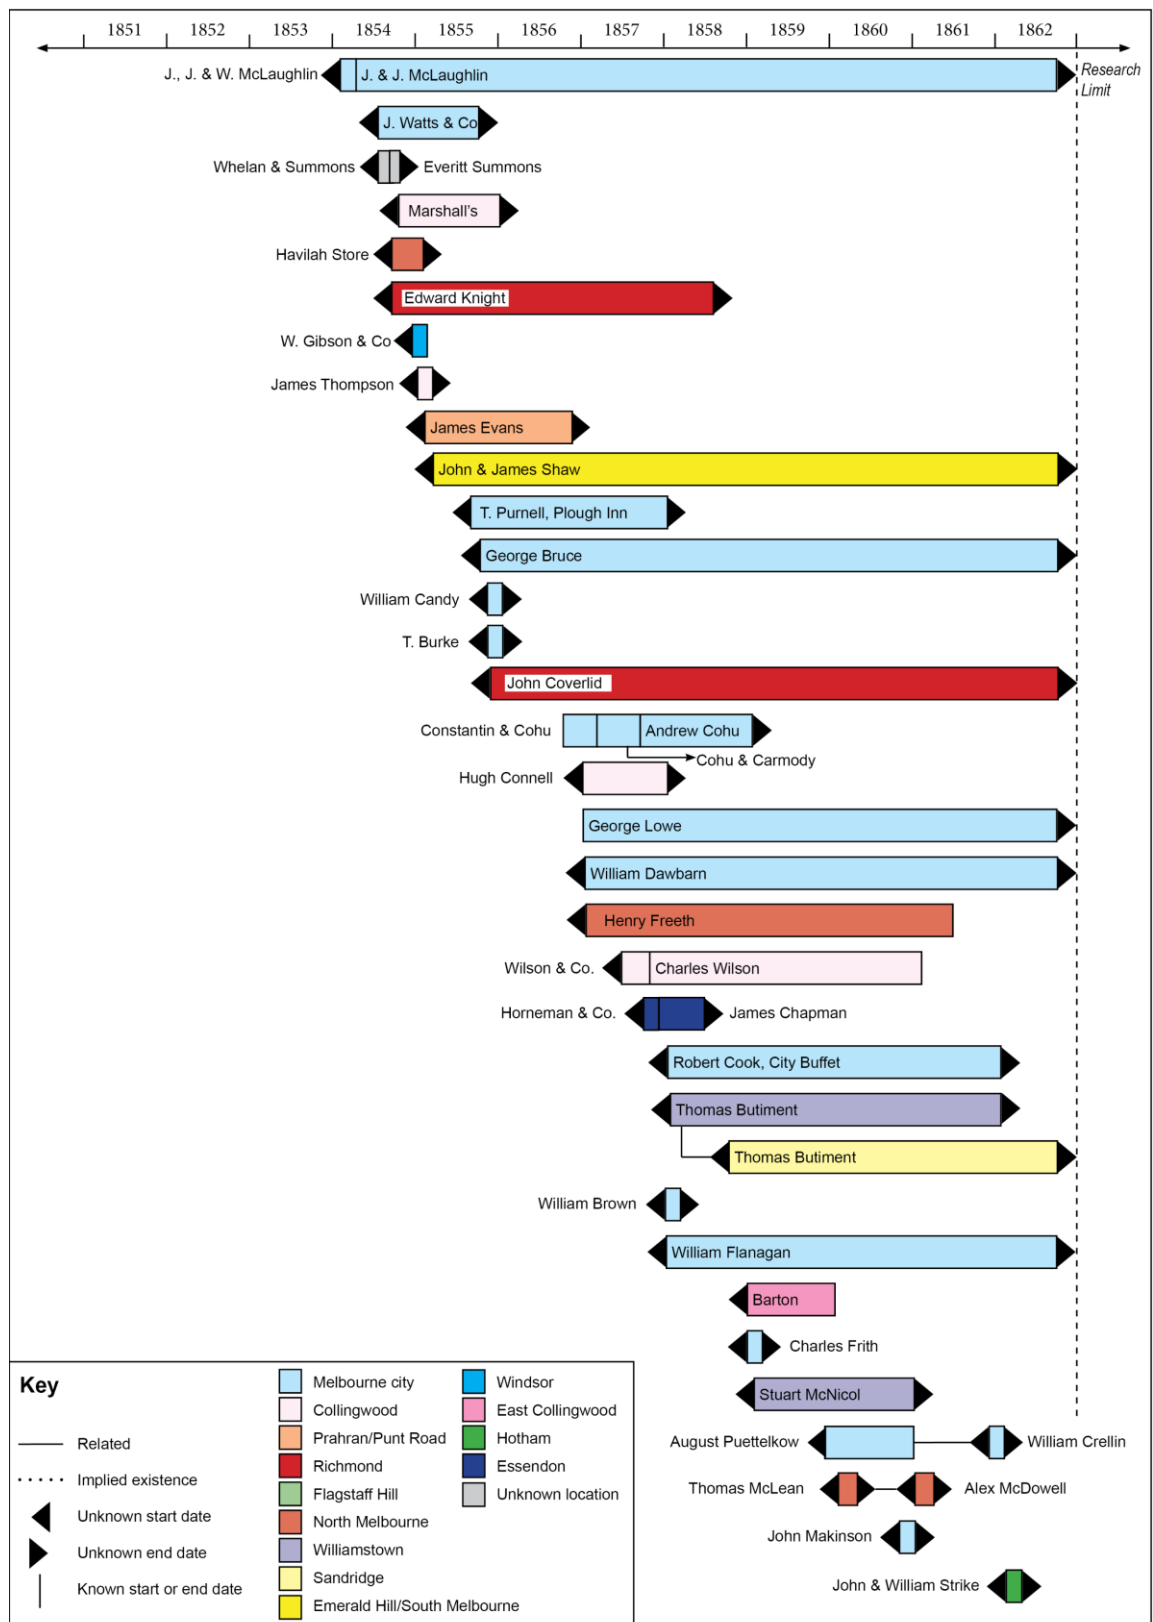 1851 1852 1853 1854 1855 1856 1857 1858 1859 1860 1861 1862
J., J. & W. McLaughlin J. & J. McLaughlin Research
Limit
J. Watts & Co
Whelan & Summons Everitt Summons
Marshall's
Havilah Store
Edward Knight
W. Gibson & Co
James Thompson
James Evans
John & James Shaw
T. Purnell, Plough Inn
George Bruce
William Candy
T. Burke
John Coverlid
Constantin & Cohu Andrew Cohu
Cohu & Carmody
Hugh Connell
George Lowe
William Dawbarn
Henry Freeth
Wilson & Co. Charles Wilson
Horneman & Co. James Chapman
Robert Cook, City Buffet
Thomas Butiment
Thomas Butiment
William Brown
William Flanagan
Barton
Charles Frith
Stuart McNicol
August Puettelkow William Crellin
Thomas McLean Alex McDowell
John Makinson
John & William Strike
Key
Related
Implied existence
Unknown start date
Unknown end date
Known start or end date
Melbourne city
Collingwood
Prahran/Punt Road
Richmond
Flagstaff Hill
North Melbourne
Williamstown
Sandridge
Emerald Hill/South Melbourne
Windsor
East Collingwood
Hotham
Essendon
Unknown location